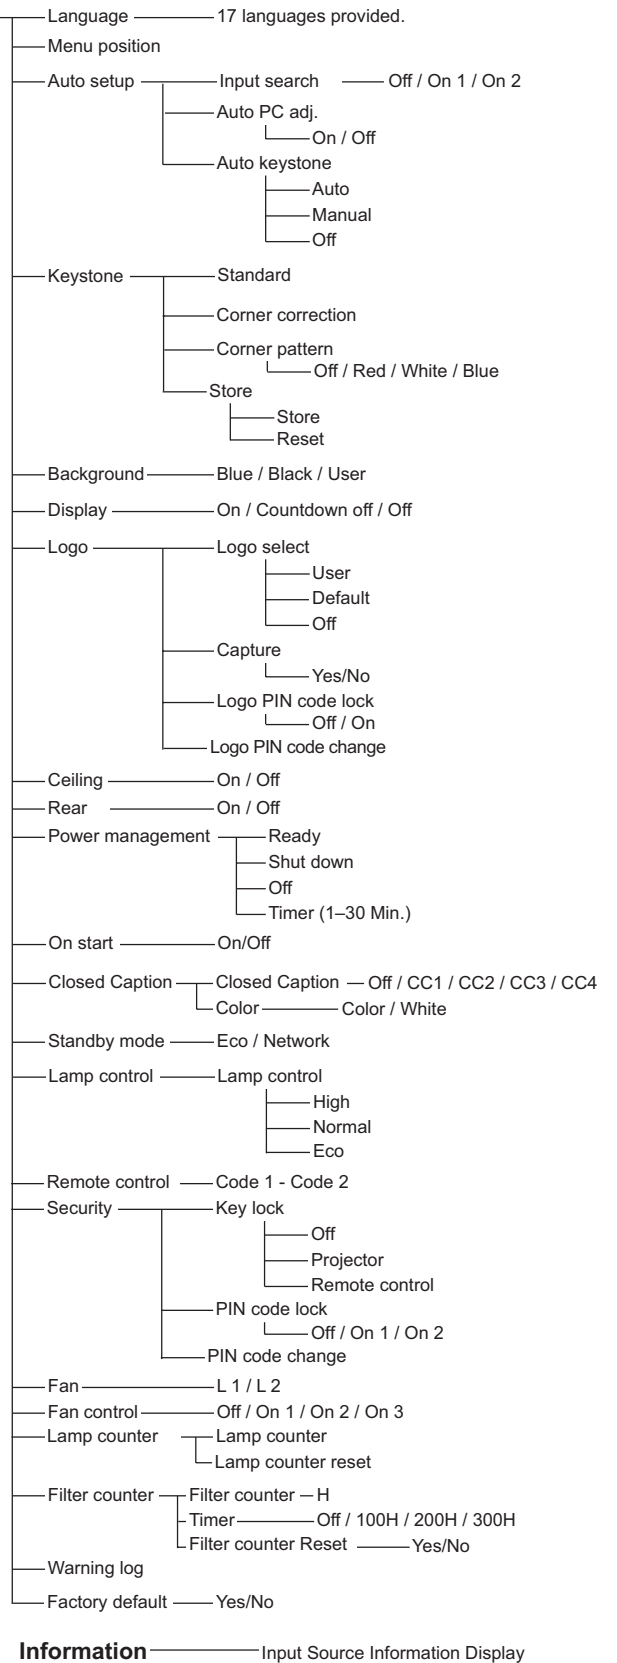 Language 17 languages provided.
Menu position
Auto setup Input search Off / On 1 / On 2
Auto PC adj.
On / Off
Auto keystone
Auto
Manual
Off
Keystone Standard
Corner correction
Corner pattern
Off / Red / White / Blue
Store
Store
Reset
Background Blue / Black / User
Display On / Countdown off / Off
Logo Logo select
User
Default
Off
Capture
Yes/No
Logo PIN code lock
Off / On
Logo PIN code change
Ceiling On / Off
Rear On / Off
Power management Ready
Shut down
Off
Timer (1–30 Min.)
On start On/Off
Closed Caption Closed Caption Off / CC1 / CC2 / CC3 / CC4
Color Color / White
Standby mode Eco / Network
Lamp control Lamp control
High
Normal
Eco
Remote control Code 1 - Code 2
Security Key lock
Off
Projector
Remote control
PIN code lock
Off / On 1 / On 2
PIN code change
Fan L 1 / L 2
Fan control Off / On 1 / On 2 / On 3
Lamp counter Lamp counter
Lamp counter reset
Filter counter Filter counter H
Timer Off / 100H / 200H / 300H
Filter counter Reset Yes/No
Warning log
Factory default Yes/No
Information Input Source Information Display